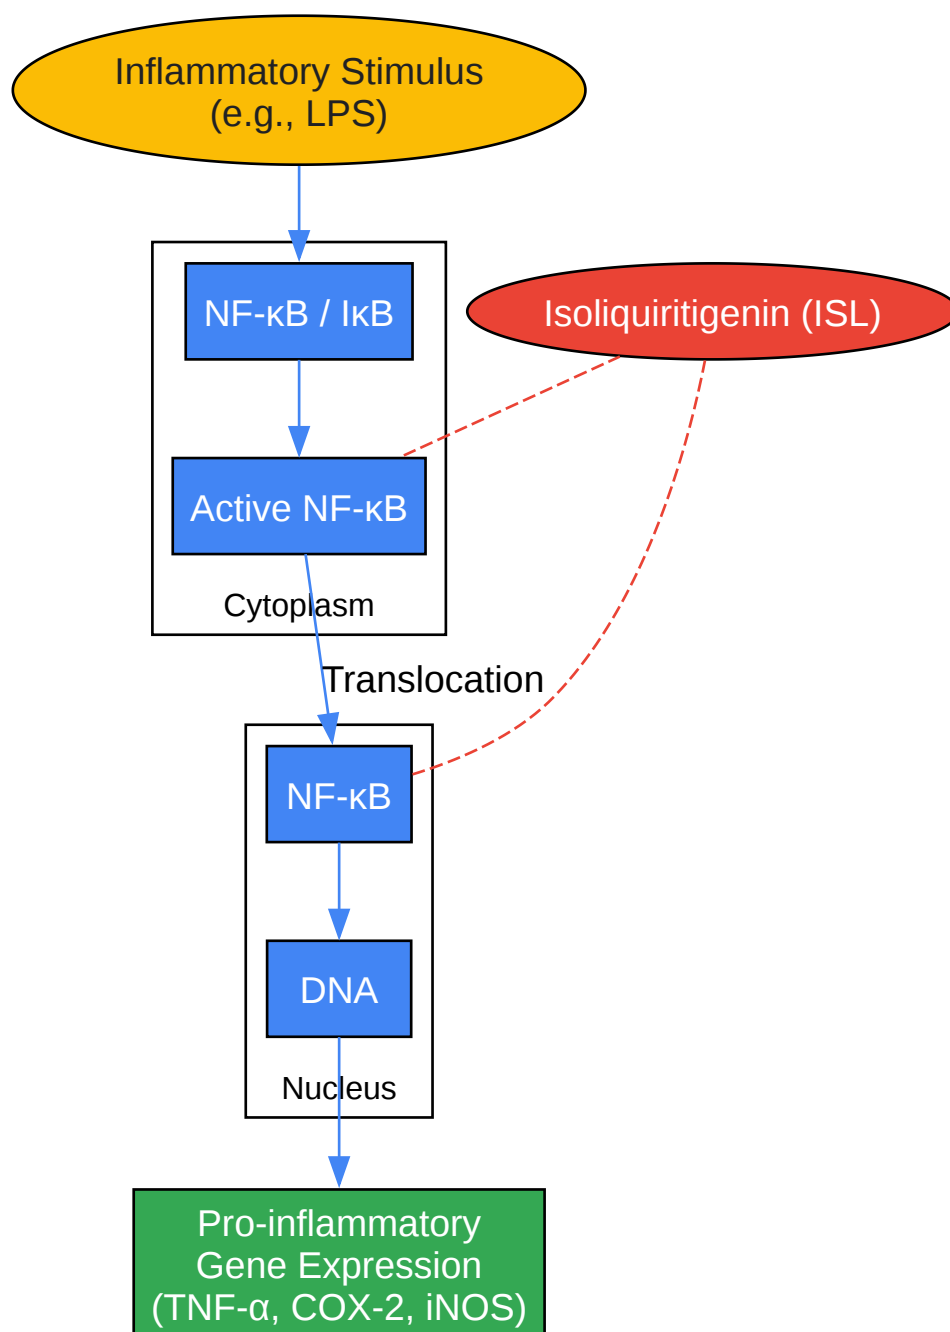 Inflammatory Stimulus
(e.g., LPS)
NF-κB / IκB
Isoliquiritigenin (ISL)
Active NF-κB
Cytoplasm
Translocation
NF-κB
DNA
Nucleus
Pro-inflammatory
Gene Expression
(TNF-α, COX-2, iNOS)